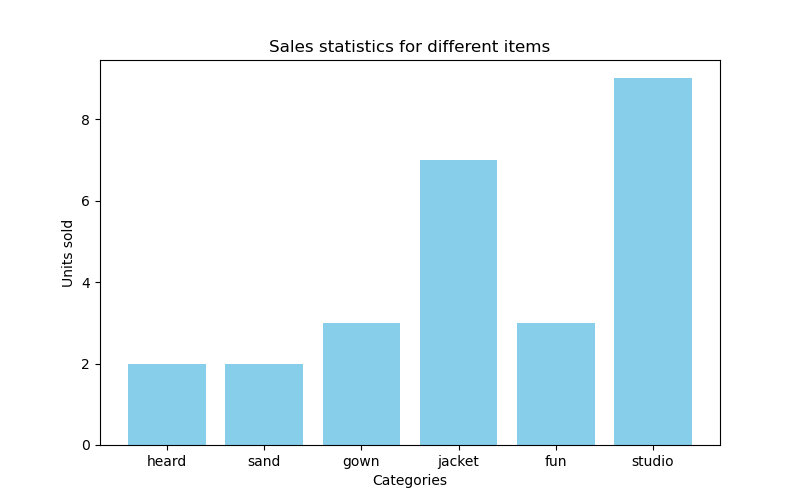 Sales statistics for different items
Units sold
8
6
4
2
0
heard sand gown jacket fun studio
Categories